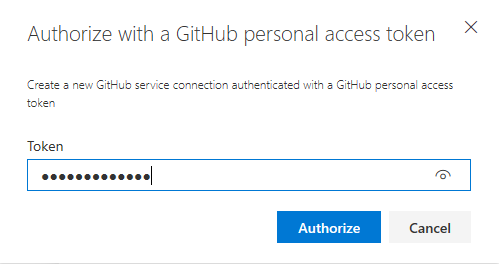 Authorize with a GitHub personal access token
Create a new GitHub service connection authenticated with a GitHub personal access
token
Token
●●●●●●●●●●●●●
Authorize
Cancel